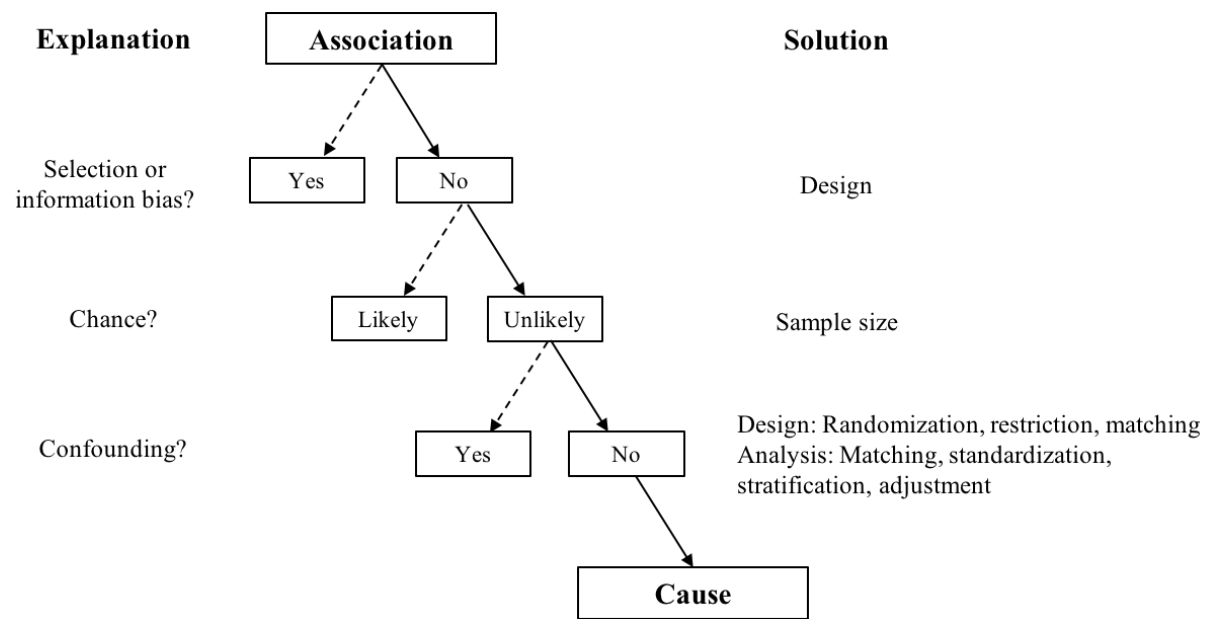 Explanation
Association
Solution
Selection or
information bias?
Yes
No
Design
Chance?
Likely
Unlikely
Sample size
Confounding?
Yes
No
Design: Randomization, restriction, matching
Analysis: Matching, standardization,
stratification, adjustment
Cause